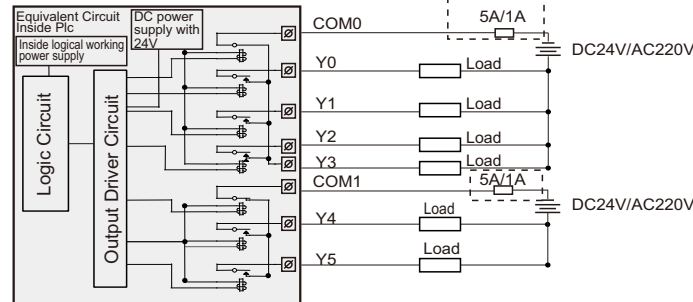 Equivalent Circuit
Inside Plc
Inside logical working
power supply
DC power
supply with
24V
Logic Circuit
Output Driver Circuit
COM0
5A/1A
DC24V/AC220V
Y0
Load
Y1
Load
Y2
Load
Y3
Load
COM1
5A/1A
DC24V/AC220V
Y4
Load
Y5
Load